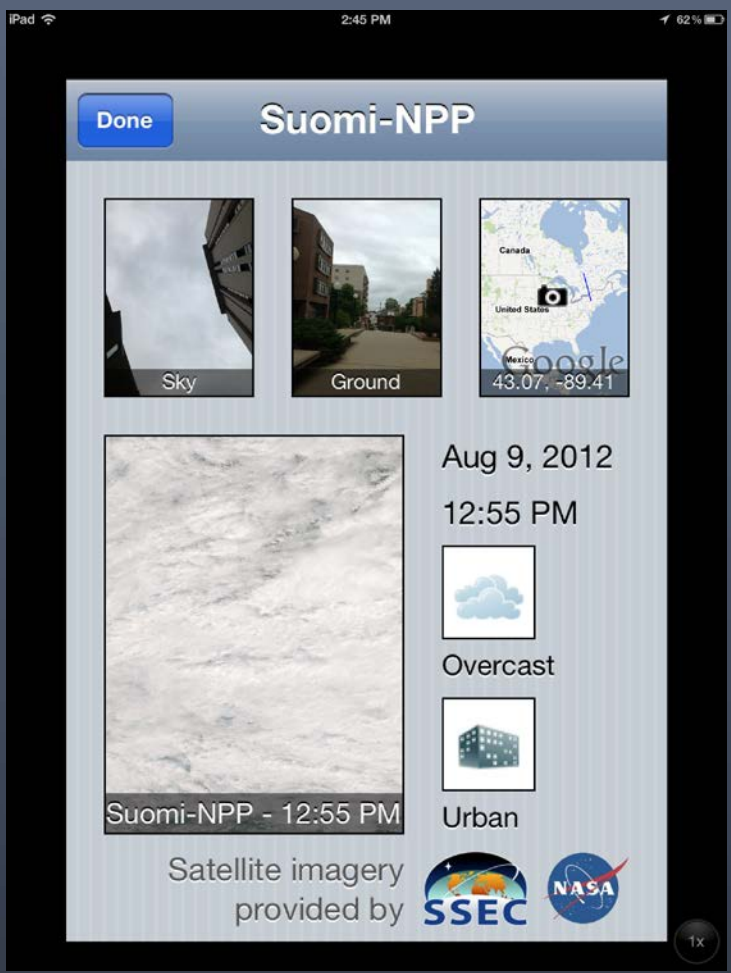 iPad 2:45 PM 62%
Done
Suomi-NPP
Canada
United States
Mexico
Google
Sky
Ground
43.07, -89.41
Aug 9, 2012
12:55 PM
Overcast
Urban
Suomi-NPP - 12:55 PM
Satellite imagery
provided by
SSEC
NASA
1x